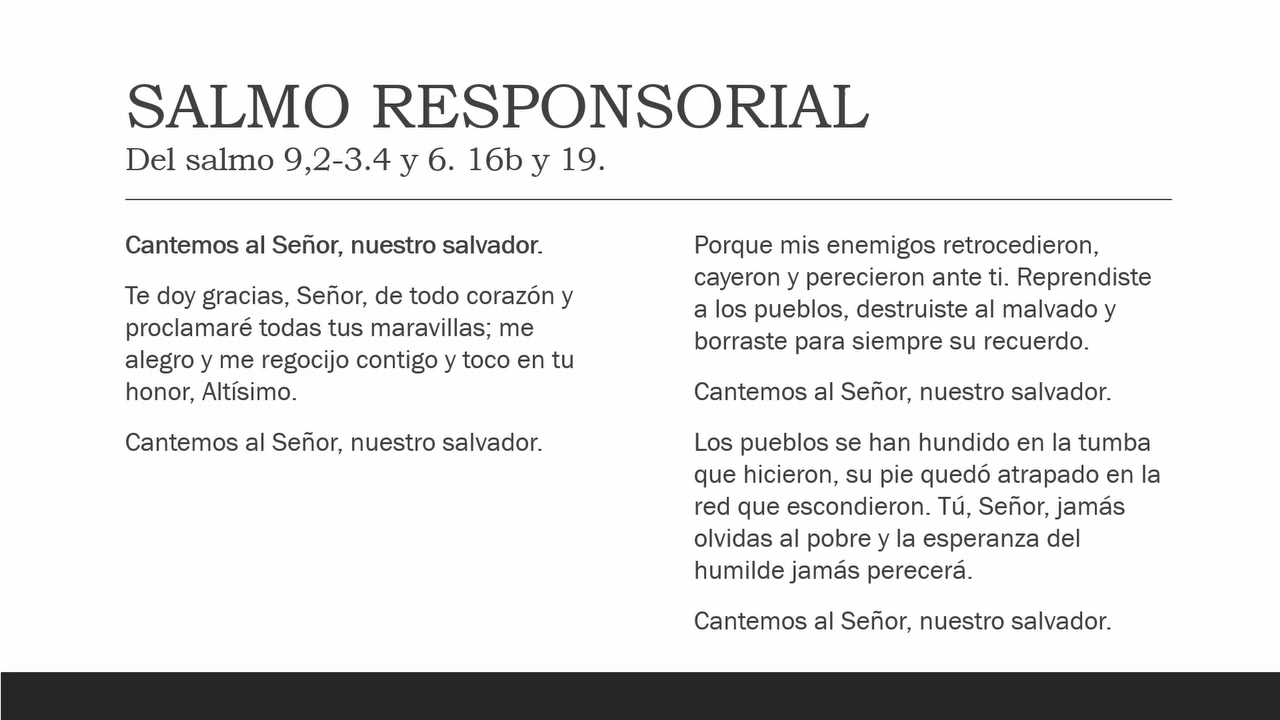 SALMO RESPONSORIAL
Del salmo 9,2-3.4 y 6. 16b y 19.
Cantemos al Señor, nuestro salvador.
Te doy gracias, Señor, de todo corazón y
proclamaré todas tus maravillas; me
alegro y me regocijo contigo y toco en tu
honor, Altísimo.
Cantemos al Señor, nuestro salvador.
Porque mis enemigos retrocedieron,
cayeron y perecieron ante ti. Reprendiste
a los pueblos, destruiste al malvado y
borraste para siempre su recuerdo.
Cantemos al Señor, nuestro salvador.
Los pueblos se han hundido en la tumba
que hicieron, su pie quedó atrapado en la
red que escondieron. Tú, Señor, jamás
olvidas al pobre y la esperanza del
humilde jamás perecerá.
Cantemos al Señor, nuestro salvador.